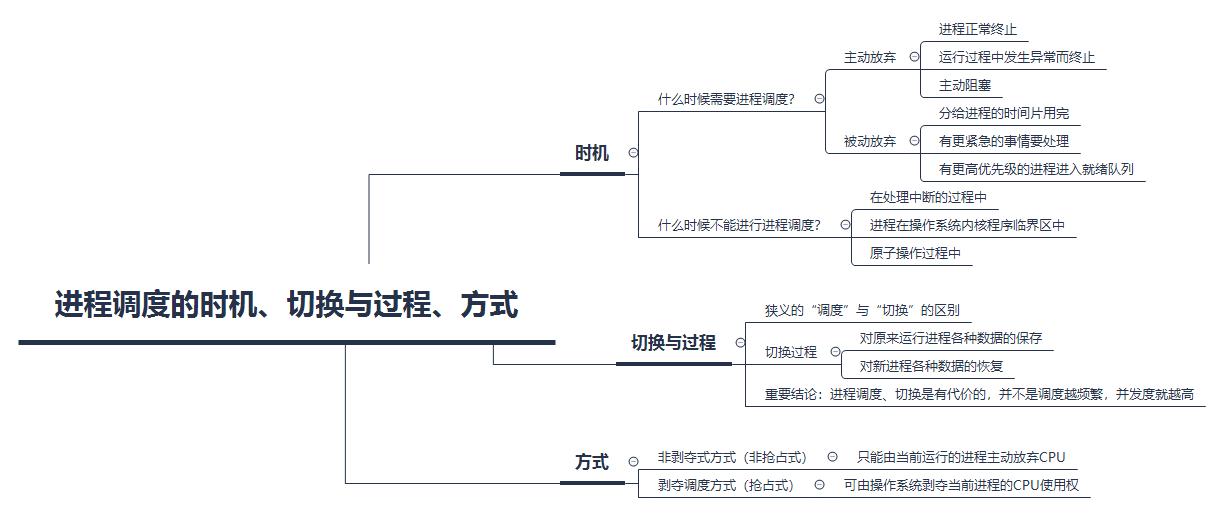 进程调度的时机、切换与过程、方式
时机
什么时候需要进程调度?
主动放弃
进程正常终止
运行过程中发生异常而终止
主动阻塞
被动放弃
分给进程的时间片用完
有更紧急的事情要处理
有更高优先级的进程进入就绪队列
什么时候不能进行进程调度?
在处理中断的过程中
进程在操作系统内核程序临界区中
原子操作过程中
切换与过程
狭义的“调度”与“切换”的区别
切换过程
对原来运行进程各种数据的保存
对新进程各种数据的恢复
重要结论：进程调度、切换是有代价的，并不是调度越频繁，并发度就越高
方式
非剥夺式方式（非抢占式）
只能由当前运行的进程主动放弃CPU
剥夺调度方式（抢占式）
可由操作系统剥夺当前进程的CPU使用权